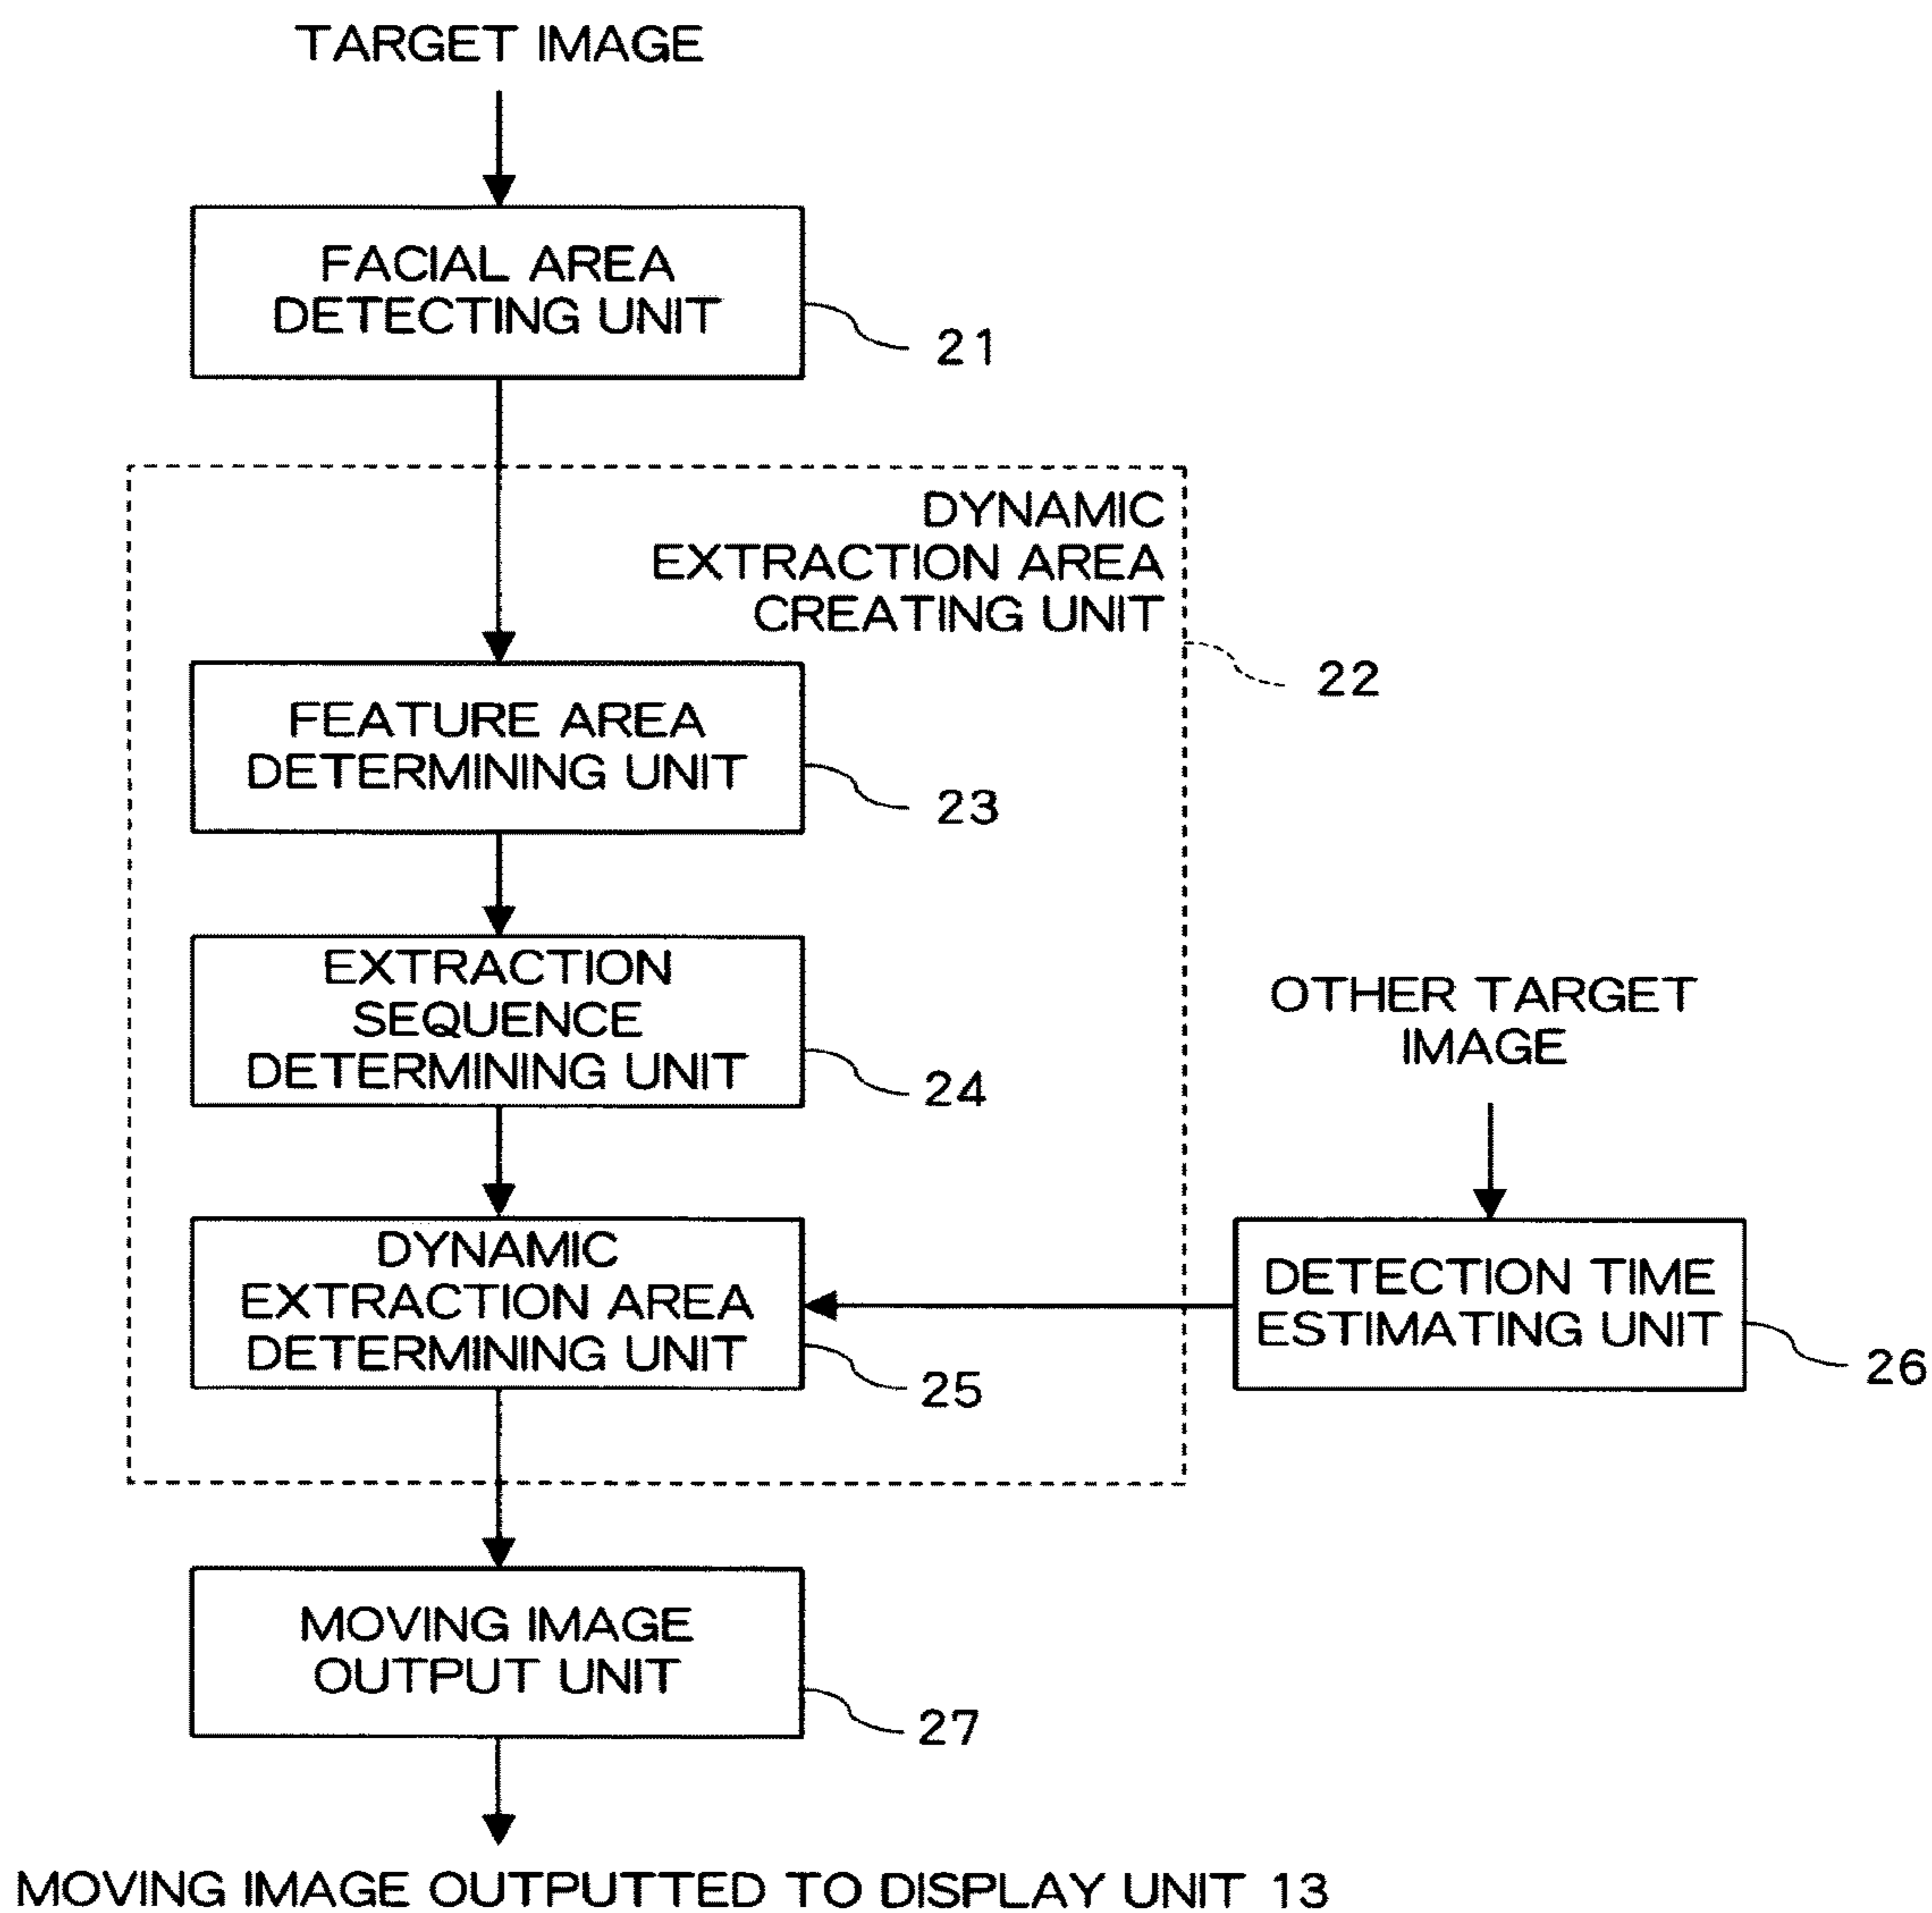 TARGET IMAGE
FACIAL AREA
DETECTING UNIT
21
DYNAMIC
EXTRACTION AREA
CREATING UNIT
22
FEATURE AREA
DETERMINING UNIT
23
EXTRACTION
SEQUENCE
DETERMINING UNIT
24
OTHER TARGET
IMAGE
DYNAMIC
EXTRACTION AREA
DETERMINING UNIT
25
DETECTION TIME
ESTIMATING UNIT
26
MOVING IMAGE
OUTPUT UNIT
27
MOVING IMAGE OUTPUTTED TO DISPLAY UNIT 13